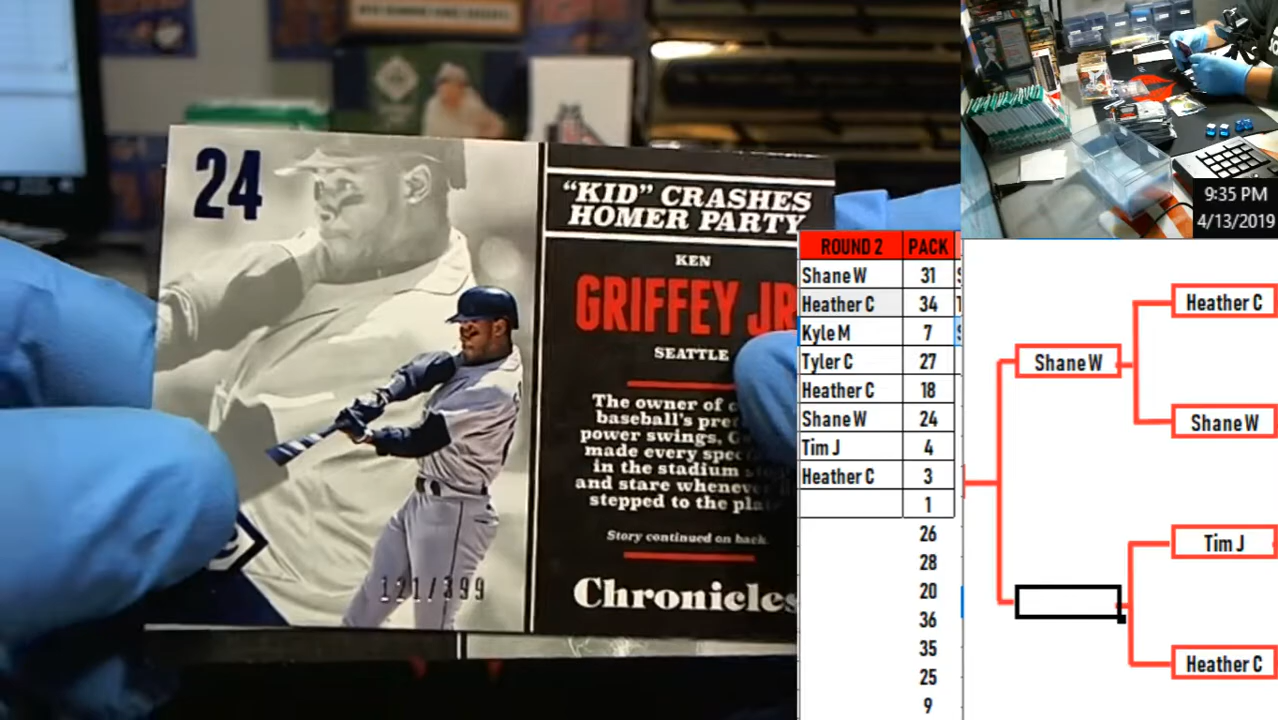 24
"KID" CRASHES
HOMER PARTY
KEN
GRIFFEY JR
SEATTLE
The owner of
baseball's
power swings,
made every
in the stadium
and stare whenever
stepped to the
Story continued on back.
Chronicles
121/399
ROUND 2 PACK
Shane W 31
Heather C 34
Kyle M 7
Tyler C 27
Heather C 18
Shane W 24
Tim J 4
Heather C 3
1
26
28
20
36
35
25
9
9:35 PM
4/13/2019
Heather C
Shane W
Shane W
Tim J
Heather C